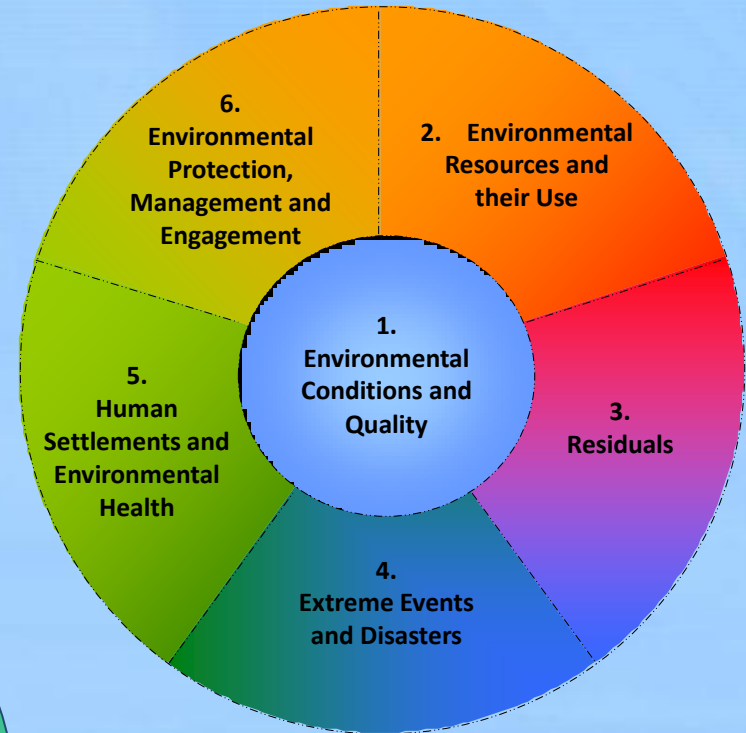 1.
Environmental
Conditions and
Quality
2. Environmental
Resources and
their Use
3.
Residuals
4.
Extreme Events
and Disasters
5.
Human
Settlements and
Environmental
Health
6.
Environmental
Protection,
Management and
Engagement